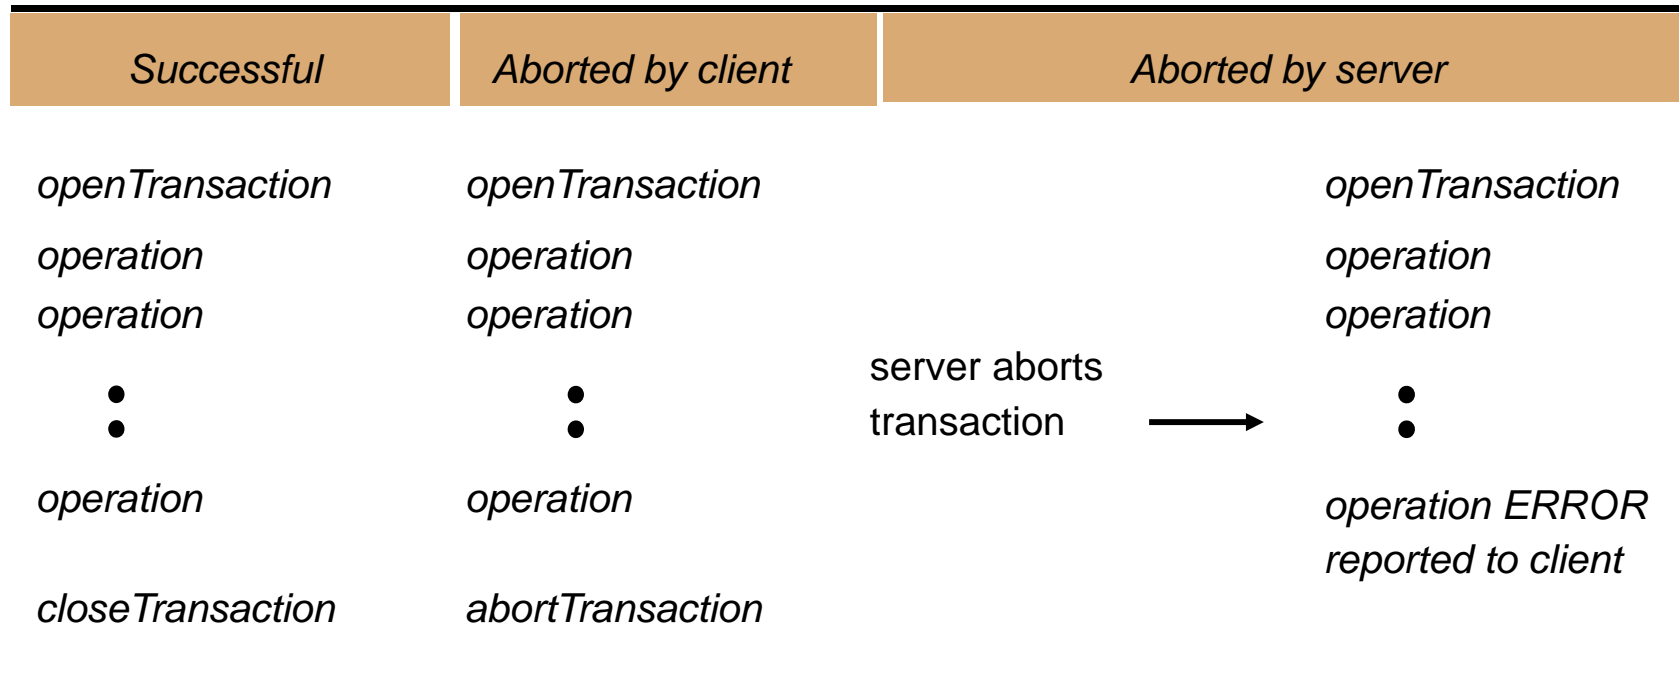 Successful Aborted by client Aborted by server
openTransaction openTransaction openTransaction
operation operation operation
operation operation operation
server aborts
transaction
operation operation operation ERROR
reported to client
closeTransaction abortTransaction